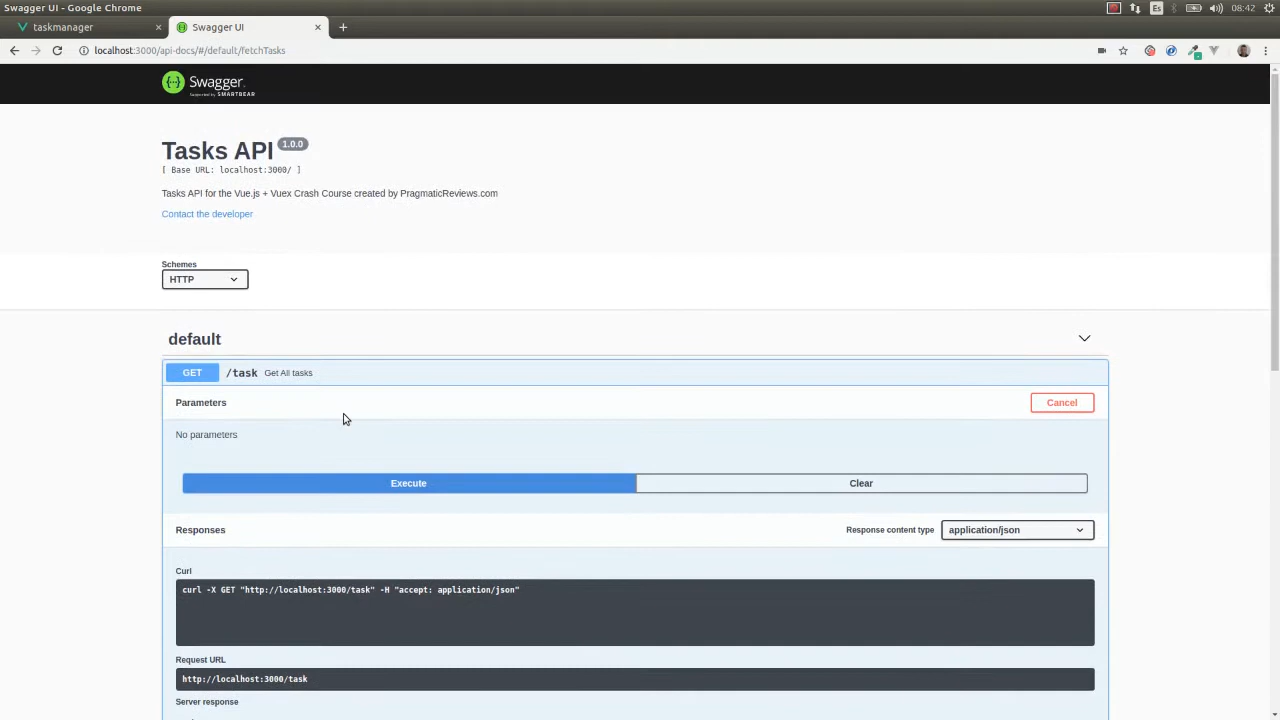 Swagger UI - Google Chrome
Es
08:42
taskmanager
Swagger UI
localhost:3000/api-docs/#/default/fetchTasks
Swagger.
Supported by SMARTBEAR
Tasks API 1.0.0
[ Base URL: localhost:3000/ ]
Tasks API for the Vue.js + Vuex Crash Course created by PragmaticReviews.com
Contact the developer
Schemes
HTTP
default
GET /task Get All tasks
Parameters
Cancel
No parameters
Execute
Clear
Responses
Response content type
application/json
Curl
curl -X GET "http://localhost:3000/task" -H "accept: application/json"
Request URL
http://localhost:3000/task
Server response